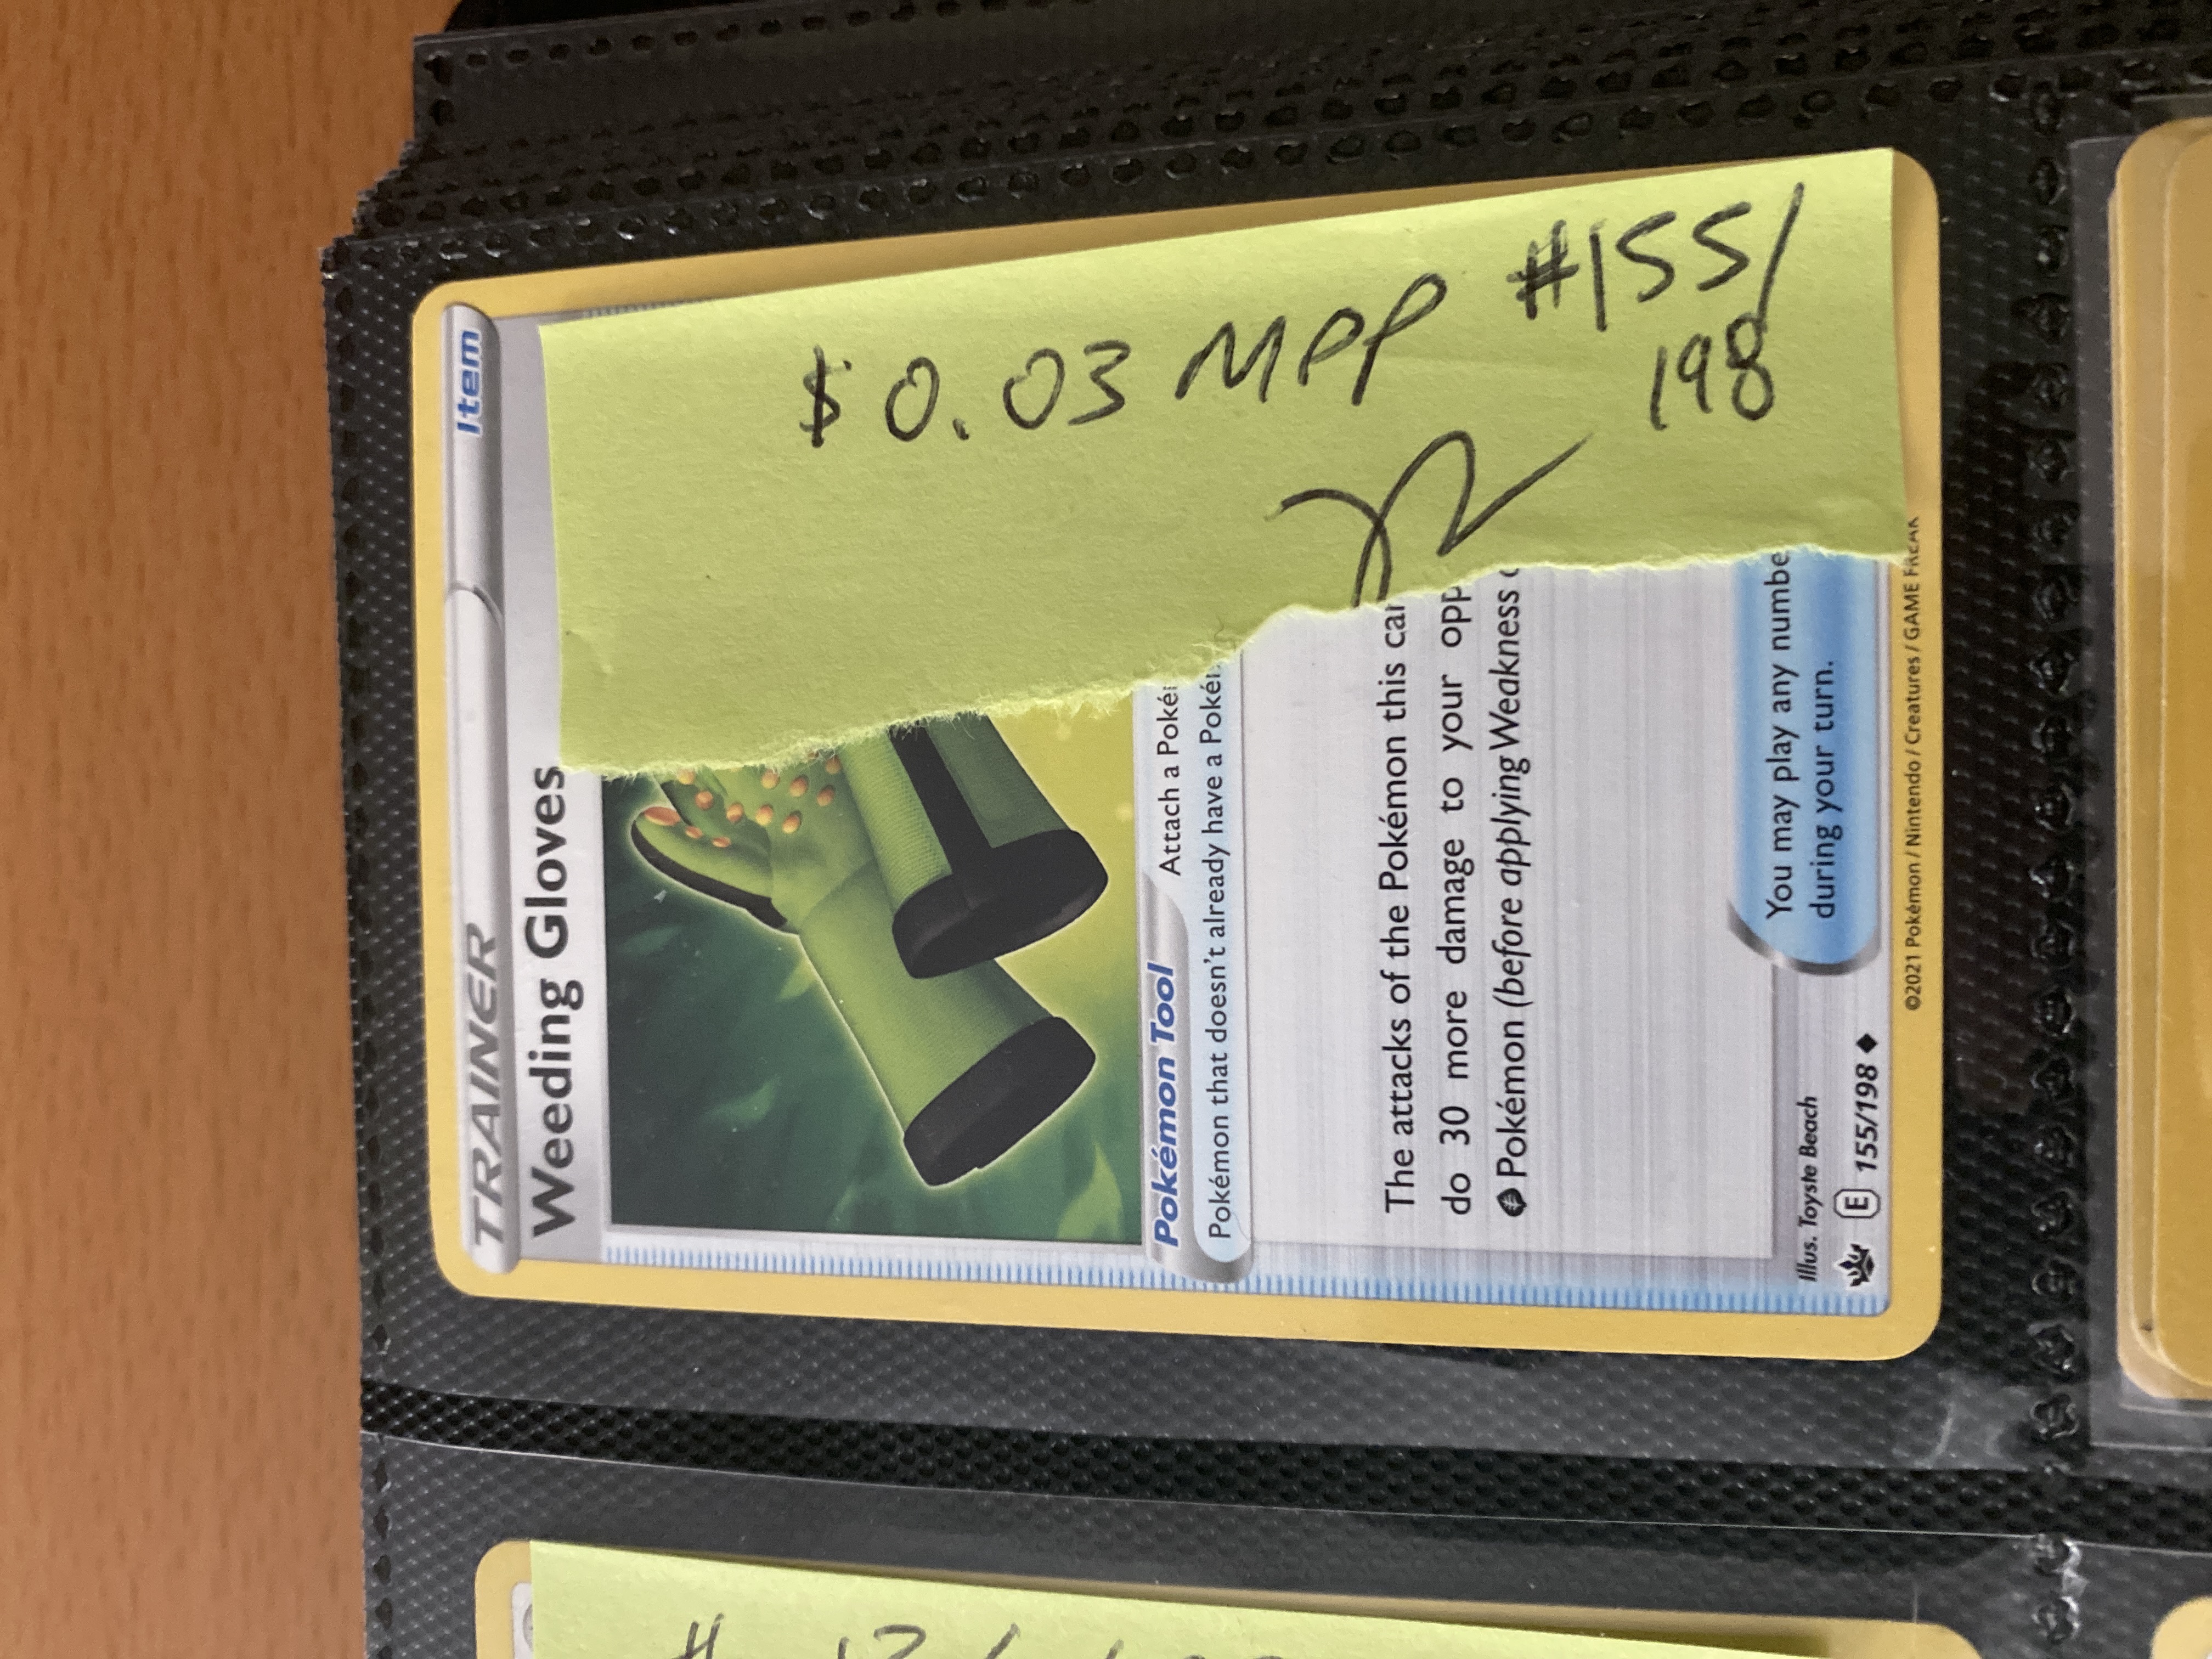 TRAINER Item
Weeding Gloves
Pokémon Tool Attach a Poké
Pokémon that doesn't already have a Poké
The attacks of the Pokémon this
do 30 more damage to your opp
Pokémon (before applying Weakness
You may play any numbe
during your turn.
Illus. Toyste Beach
E 155/198
©2021 Pokémon / Nintendo / Creatures / GAME FREAK
$0.03 MPP #155/
198